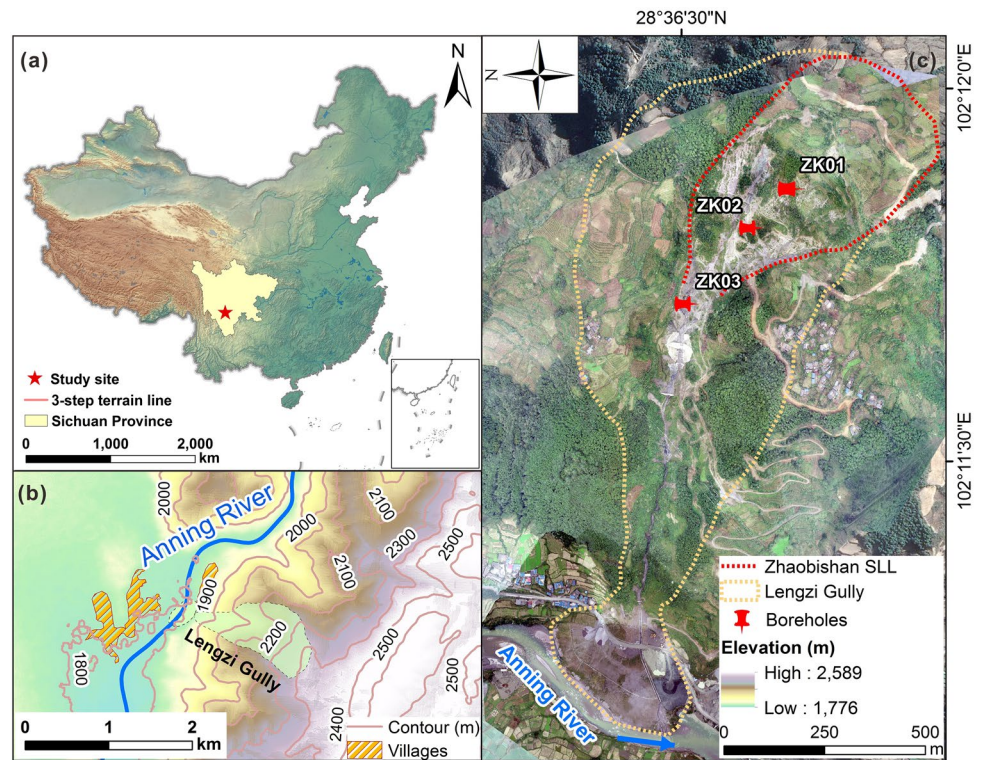 28°36'30"N
(a)
N
Study site
3-step terrain line
Sichuan Province
0 1,000 2,000
km
(b)
2000
Anning River
2000
2100
2300
2500
2100
1900
2200
Lengzi Gully
2500
2500
1800
2400
0 1 2
km
Contour (m)
Villages
N
(c)
102°12'0"E
ZK01
ZK02
ZK03
102°11'30"E
Anning River
Zhaobishan SLL
Lengzi Gully
Boreholes
Elevation (m)
High : 2,589
Low : 1,776
0 250 500
m